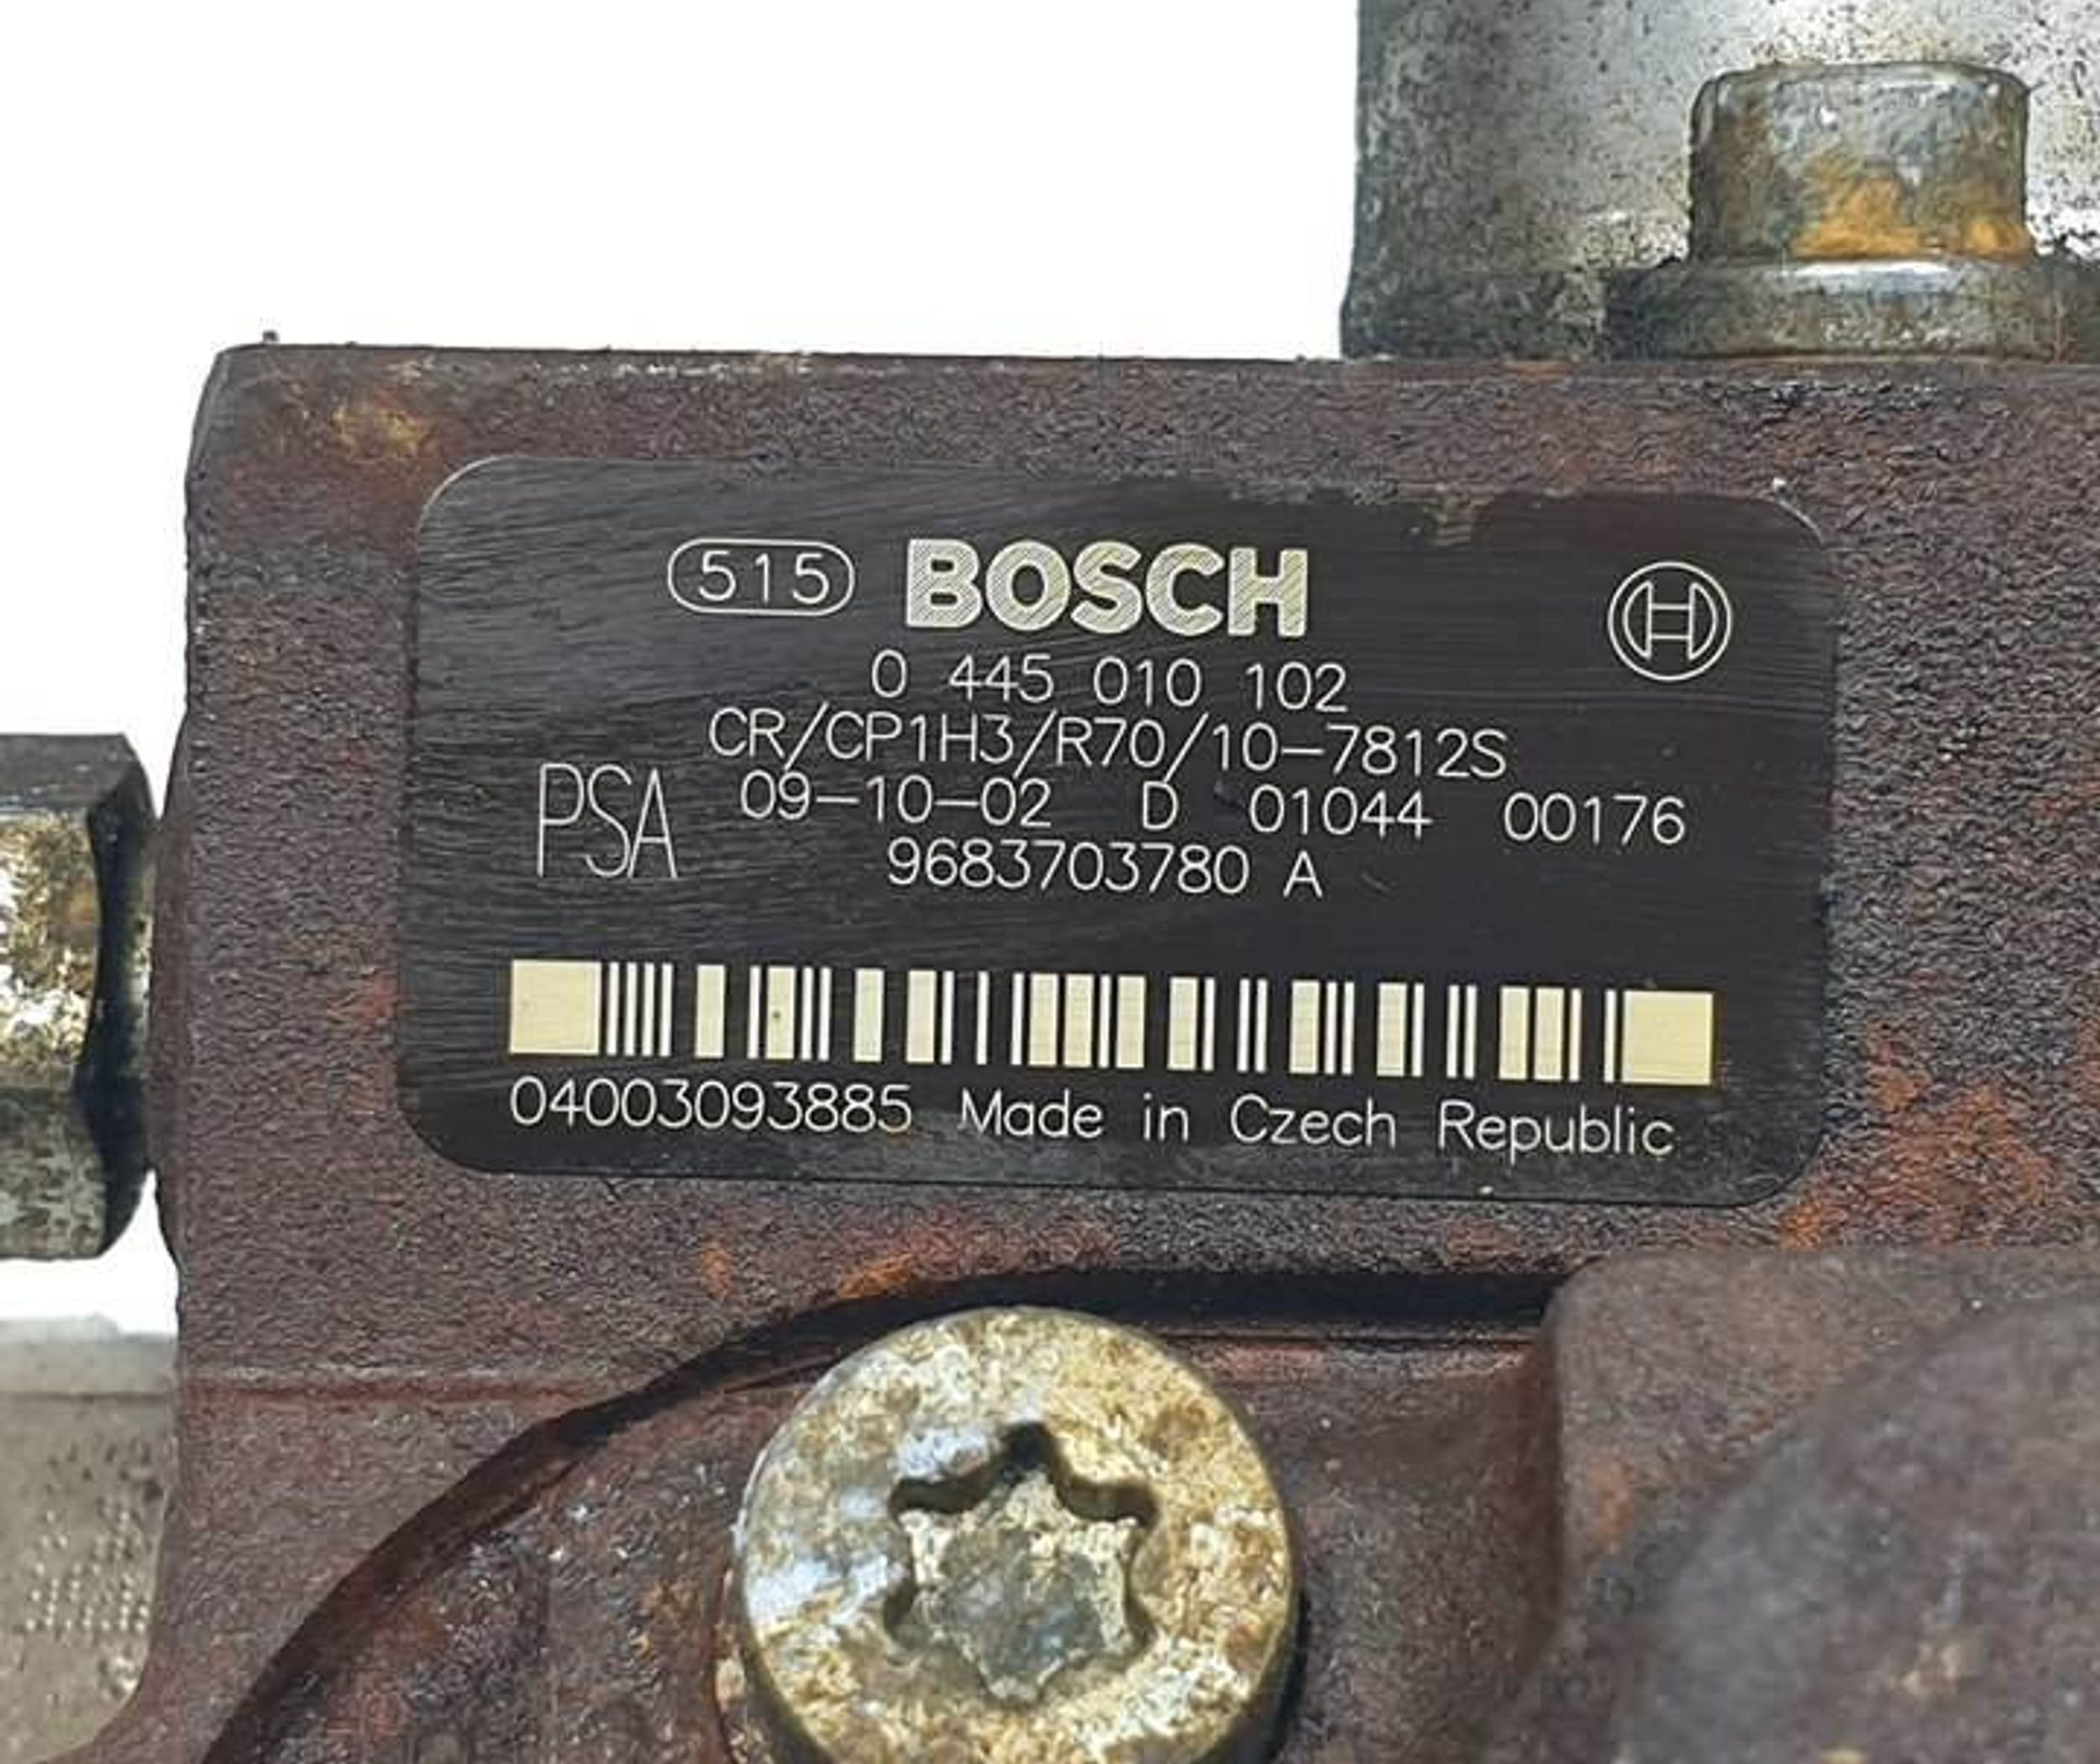 515 BOSCH
0 445 010 102
CR/CP1H3/R70/10-7812S
PSA 09-10-02 D 01044 00176
9683703780 A
04003093885 Made in Czech Republic